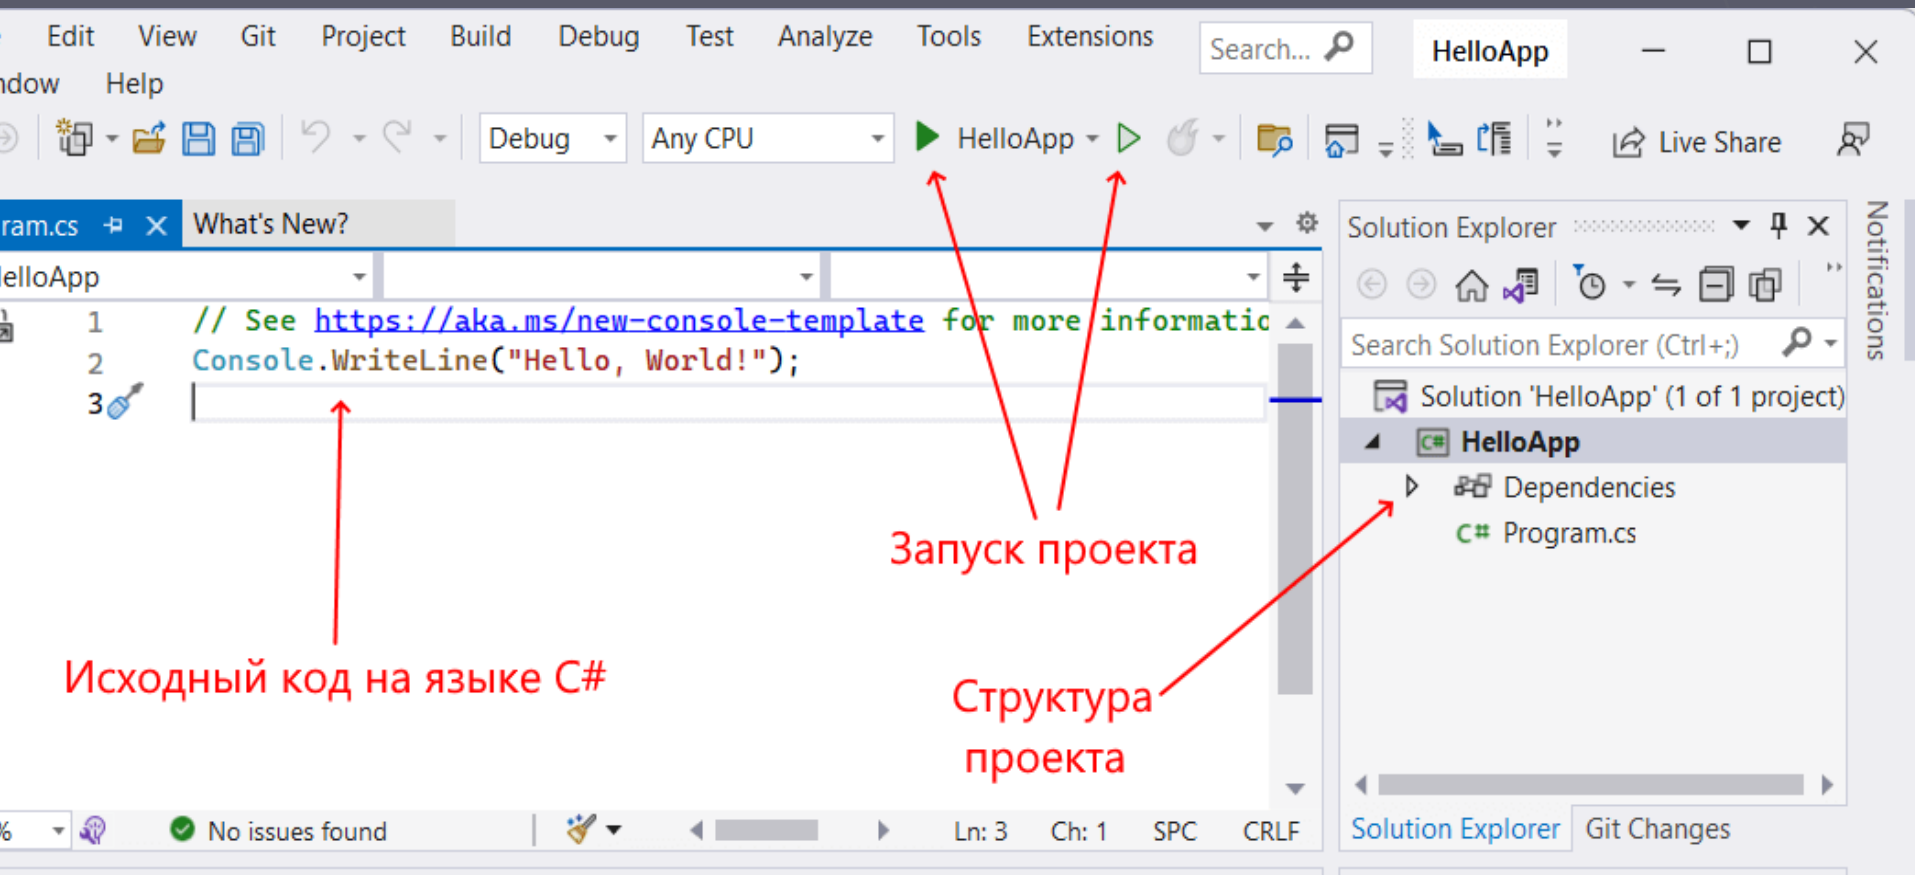 Edit View Git Project Build Debug Test Analyze Tools Extensions Search... HelloApp
ndow Help
Debug Any CPU HelloApp Live Share
ram.cs What's New?
elloApp
1 // See https://aka.ms/new-console-template for more informatio
2 Console.WriteLine("Hello, World!");
3
Запуск проекта
Исходный код на языке C#
Структура
проекта
% No issues found Ln: 3 Ch: 1 SPC CRLF
Solution Explorer
Search Solution Explorer (Ctrl+;)
Solution 'HelloApp' (1 of 1 project)
C# HelloApp
Dependencies
C# Program.cs
Solution Explorer Git Changes
Notifications